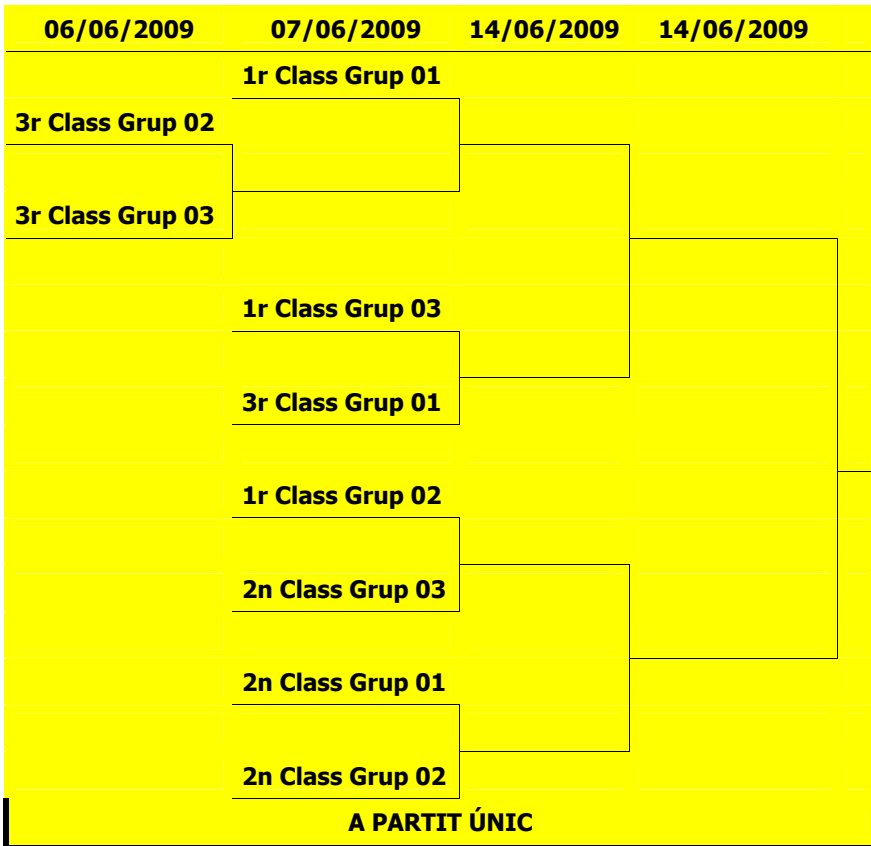 06/06/2009 07/06/2009 14/06/2009 14/06/2009
1r Class Grup 01
3r Class Grup 02
3r Class Grup 03
1r Class Grup 03
3r Class Grup 01
1r Class Grup 02
2n Class Grup 03
2n Class Grup 01
2n Class Grup 02
A PARTIT ÚNIC